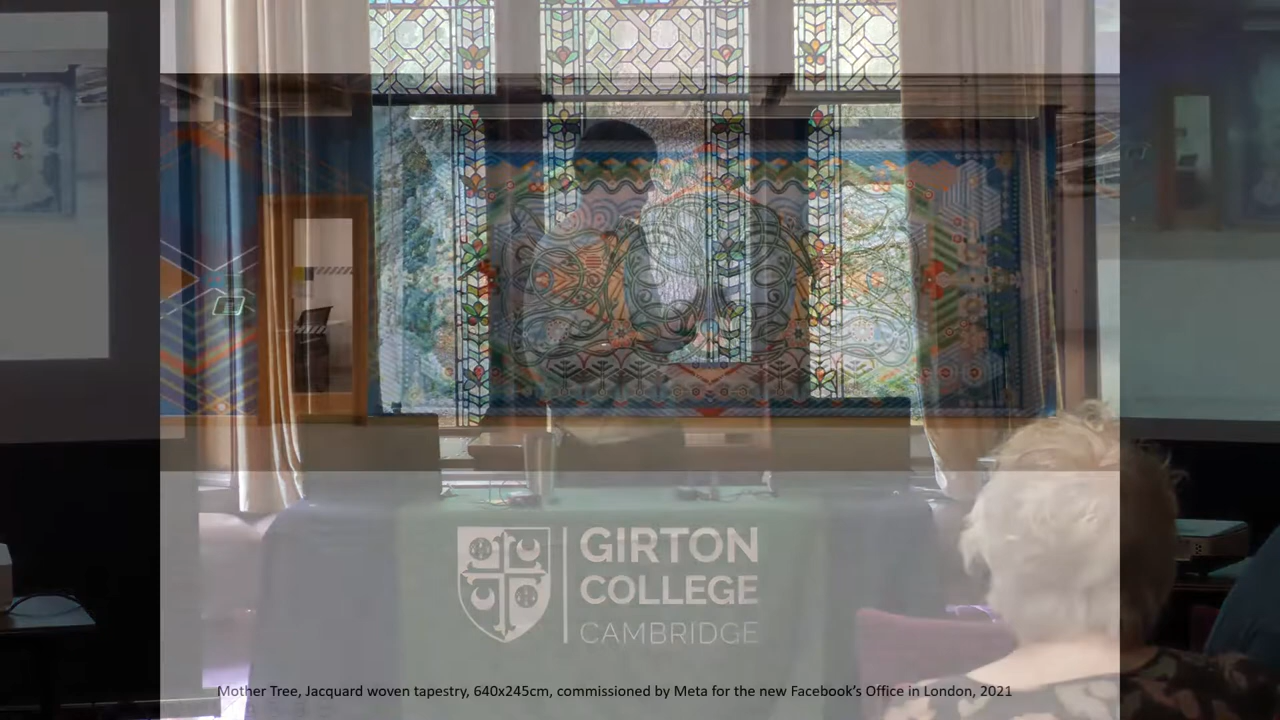 GIRTON
COLLEGE
CAMBRIDGE
Mother Tree, Jacquard woven tapestry, 640x245cm, commissioned by Meta for the new Facebook’s Office in London, 2021